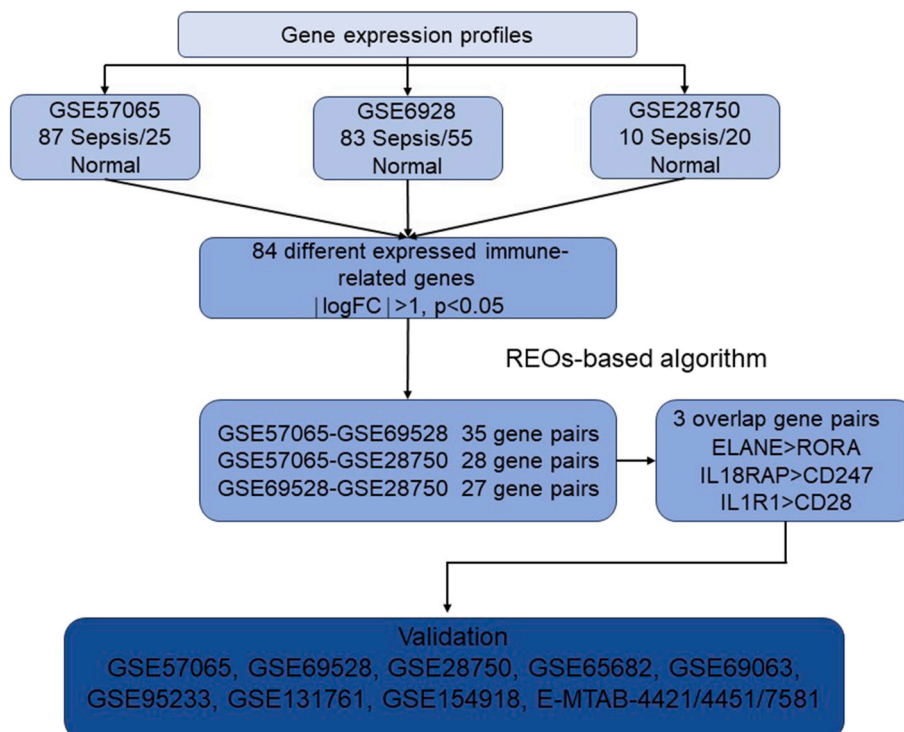 Gene expression profiles
GSE57065
87 Sepsis/25
Normal
GSE6928
83 Sepsis/55
Normal
GSE28750
10 Sepsis/20
Normal
84 different expressed immune-
related genes
|logFC|>1, p<0.05
REOs-based algorithm
GSE57065-GSE69528 35 gene pairs
GSE57065-GSE28750 28 gene pairs
GSE69528-GSE28750 27 gene pairs
3 overlap gene pairs
ELANE>RORA
IL18RAP>CD247
IL1R1>CD28
Validation
GSE57065, GSE69528, GSE28750, GSE65682, GSE69063,
GSE95233, GSE131761, GSE154918, E-MTAB-4421/4451/7581